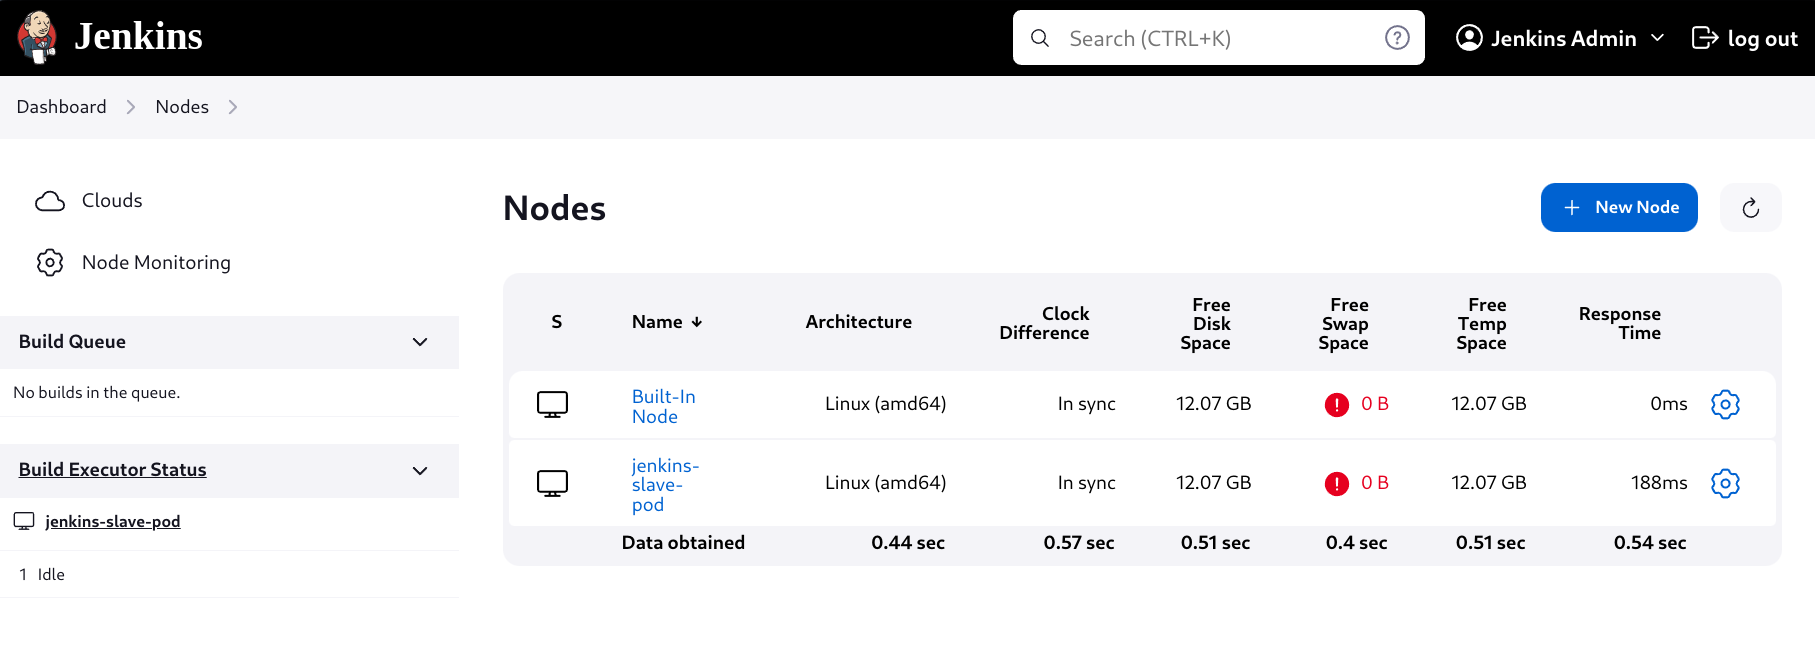 Jenkins
Search (CTRL+K)
Jenkins Admin
log out
Dashboard
Nodes
Clouds
Node Monitoring
Build Queue
No builds in the queue.
Build Executor Status
jenkins-slave-pod
1 Idle
Nodes
New Node
S Name ↓ Architecture Clock Difference Free Disk Space Free Swap Space Free Temp Space Response Time
Built-In Node Linux (amd64) In sync 12.07 GB 0 B 12.07 GB 0ms
jenkins-slave-pod Linux (amd64) In sync 12.07 GB 0 B 12.07 GB 188ms
Data obtained 0.44 sec 0.57 sec 0.51 sec 0.4 sec 0.51 sec 0.54 sec